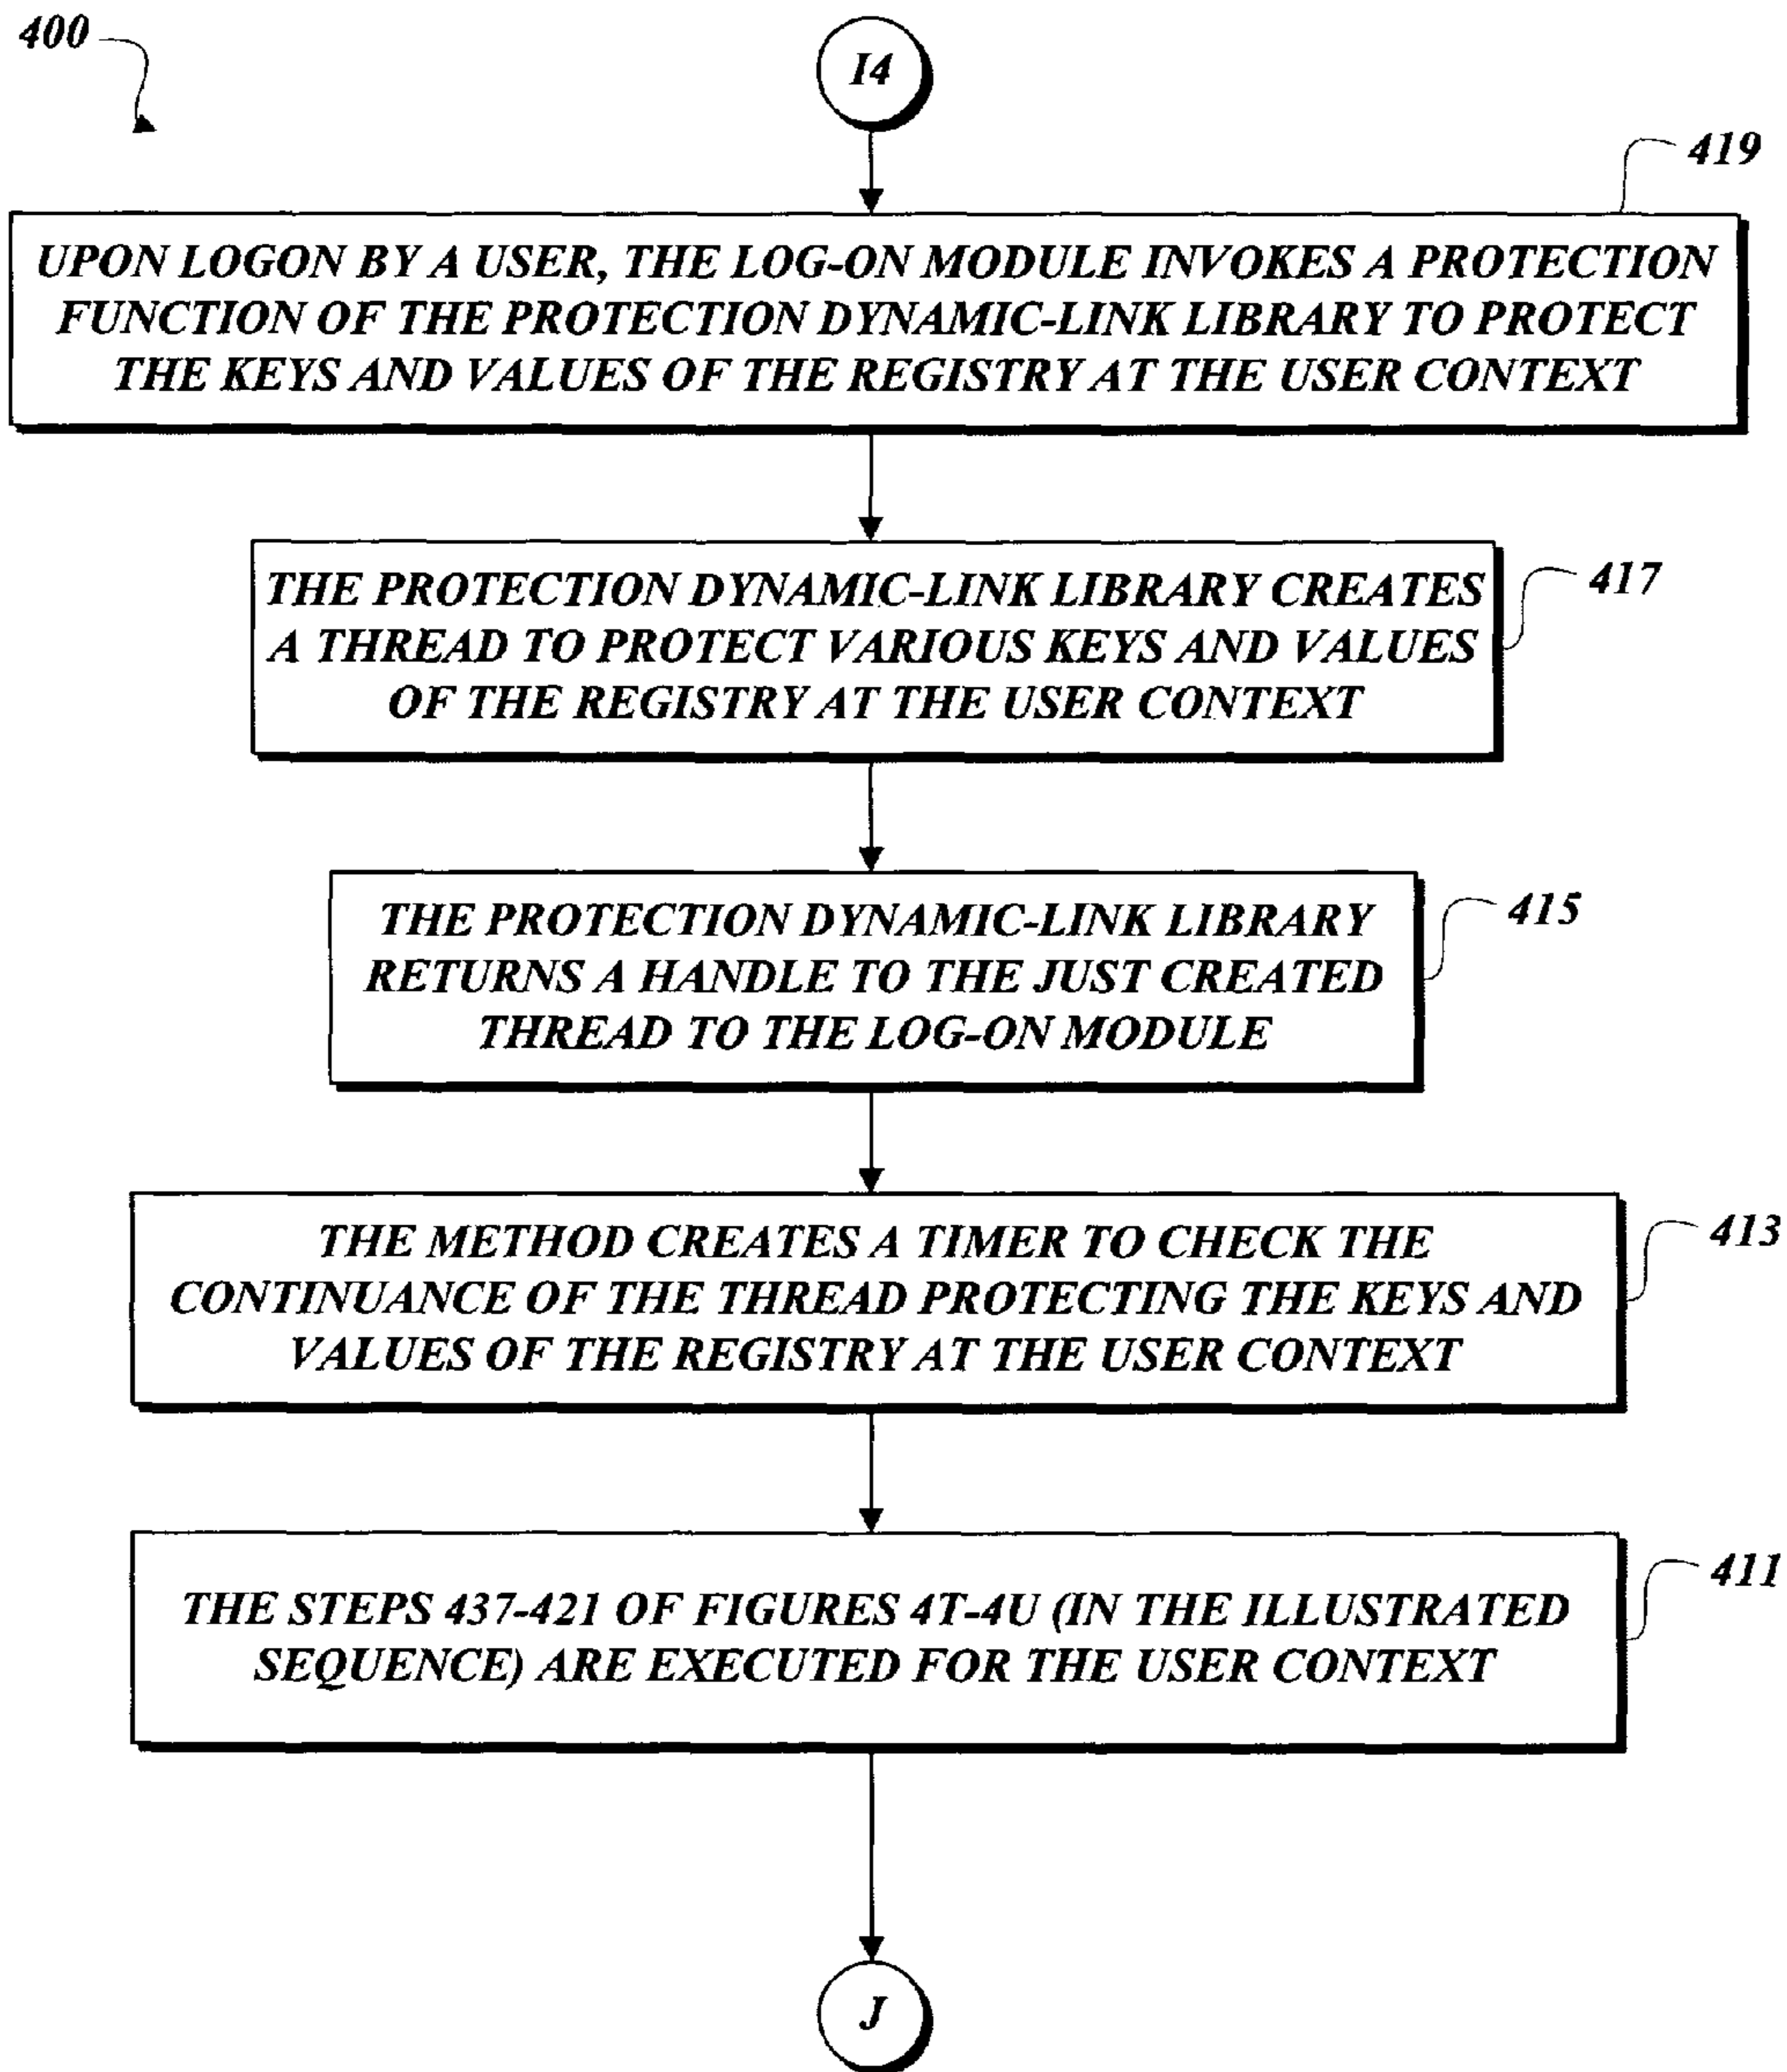 400
I4
419
UPON LOGON BY A USER, THE LOG-ON MODULE INVOKES A PROTECTION
FUNCTION OF THE PROTECTION DYNAMIC-LINK LIBRARY TO PROTECT
THE KEYS AND VALUES OF THE REGISTRY AT THE USER CONTEXT
417
THE PROTECTION DYNAMIC-LINK LIBRARY CREATES
A THREAD TO PROTECT VARIOUS KEYS AND VALUES
OF THE REGISTRY AT THE USER CONTEXT
415
THE PROTECTION DYNAMIC-LINK LIBRARY
RETURNS A HANDLE TO THE JUST CREATED
THREAD TO THE LOG-ON MODULE
413
THE METHOD CREATES A TIMER TO CHECK THE
CONTINUANCE OF THE THREAD PROTECTING THE KEYS AND
VALUES OF THE REGISTRY AT THE USER CONTEXT
411
THE STEPS 437-421 OF FIGURES 4T-4U (IN THE ILLUSTRATED
SEQUENCE) ARE EXECUTED FOR THE USER CONTEXT
J